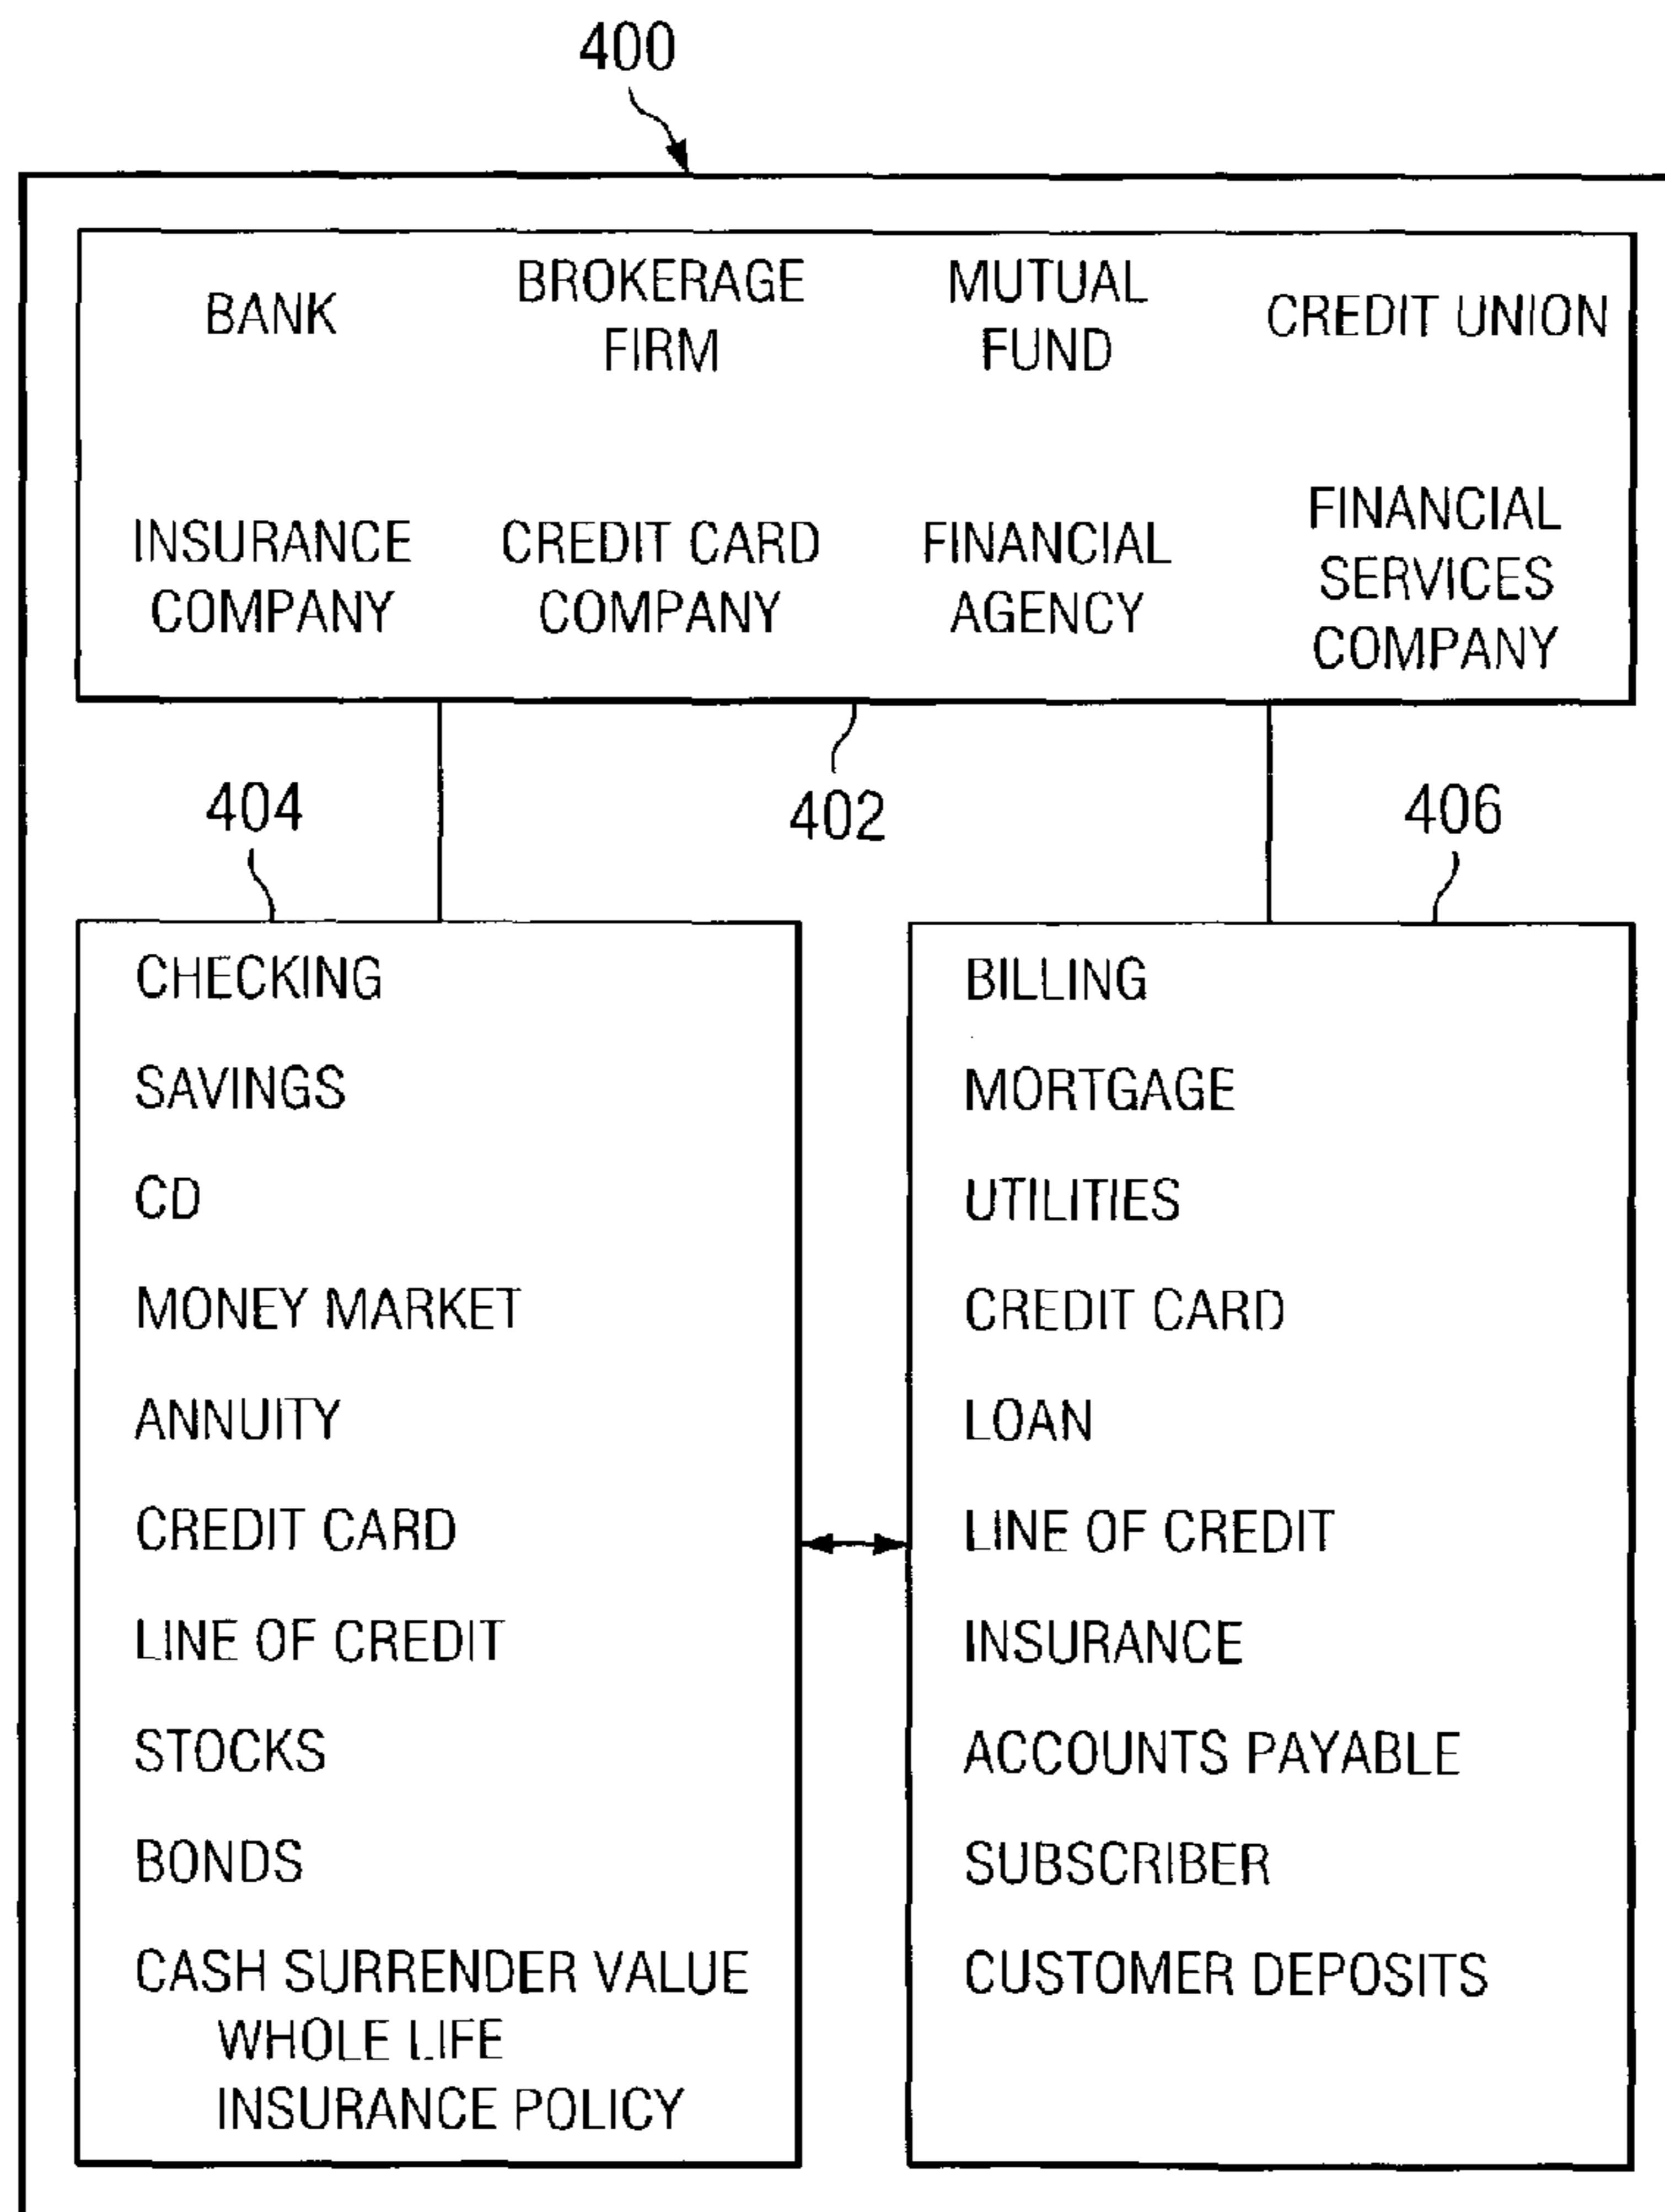 400
BANK
BROKERAGE
FIRM
MUTUAL
FUND
CREDIT UNION
INSURANCE
COMPANY
CREDIT CARD
COMPANY
FINANCIAL
AGENCY
FINANCIAL
SERVICES
COMPANY
402
404
406
CHECKING
SAVINGS
CD
MONEY MARKET
ANNUITY
CREDIT CARD
LINE OF CREDIT
STOCKS
BONDS
CASH SURRENDER VALUE
WHOLE LIFE
INSURANCE POLICY
BILLING
MORTGAGE
UTILITIES
CREDIT CARD
LOAN
LINE OF CREDIT
INSURANCE
ACCOUNTS PAYABLE
SUBSCRIBER
CUSTOMER DEPOSITS